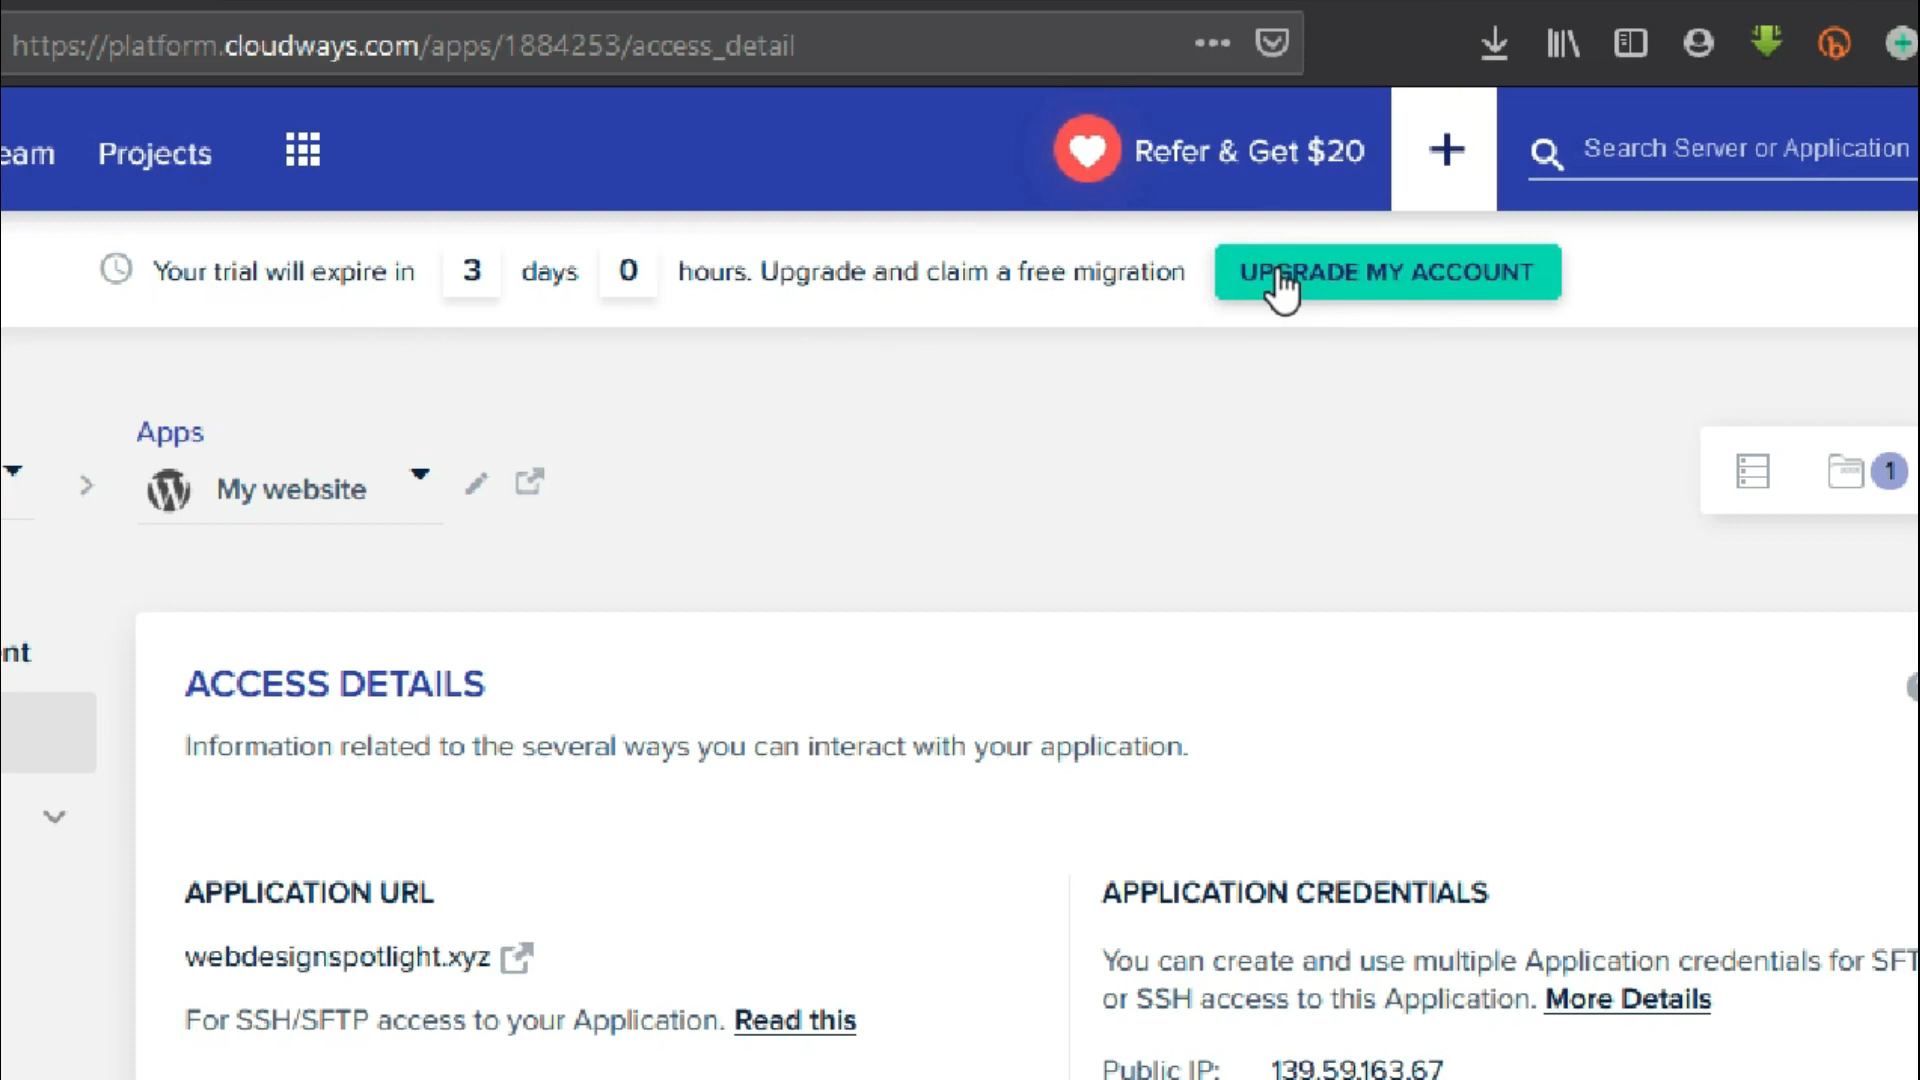 https://platform.cloudways.com/apps/1884253/access_detail
eam Projects Refer & Get $20 + Search Server or Application
Your trial will expire in 3 days 0 hours. Upgrade and claim a free migration UPGRADE MY ACCOUNT
Apps
My website
1
nt
ACCESS DETAILS
Information related to the several ways you can interact with your application.
APPLICATION URL
webdesignspotlight.xyz
For SSH/SFTP access to your Application. Read this
APPLICATION CREDENTIALS
You can create and use multiple Application credentials for SFT
or SSH access to this Application. More Details
Public IP: 139.59.163.67